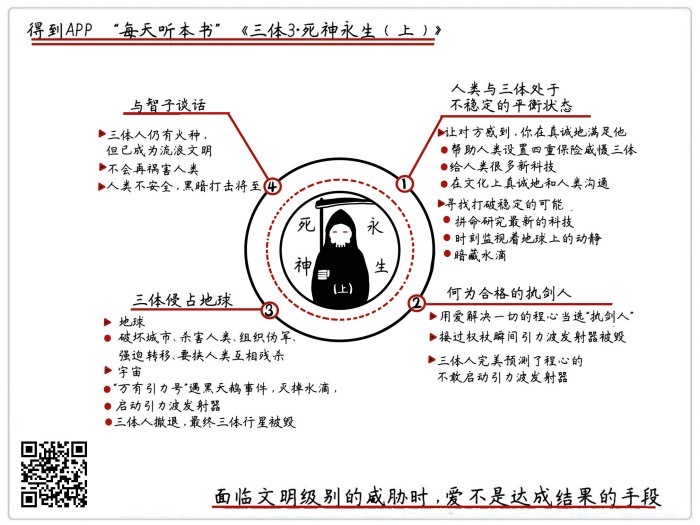 得到APP “每天听本书” 《三体3·死神永生(上)》
人类与三体处于
不稳定的平衡状态
让对方感到,你在真诚地满足他
帮助人类设置四重保险威慑三体
给人类很多新科技
在文化上真诚地和人类沟通
寻找打破稳定的可能
拼命研究最新的科技
时刻监视着地球上的动静
暗藏水滴
何为合格的执剑人
用爱解决一切的程心当选“执剑人”
接过权杖瞬间引力波发射器被毁
三体人完美预测了程心的
不敢启动引力波发射器
三体侵占地球
地球
破坏城市、杀害人类、组织伪军、
强迫转移、要挟人类互相残杀
宇宙
“万有引力号”遇黑天鹅事件,灭掉水滴,
启动引力波发射器
三体人撤退,最终三体行星被毁
与智子谈话
三体人仍有火种,
但已成为流浪文明
不会再祸害人类
人类不安全,黑暗打击将至
1
2
3
4
死
永
神
生
(上)
面临文明级别的威胁时,爱不是达成结果的手段